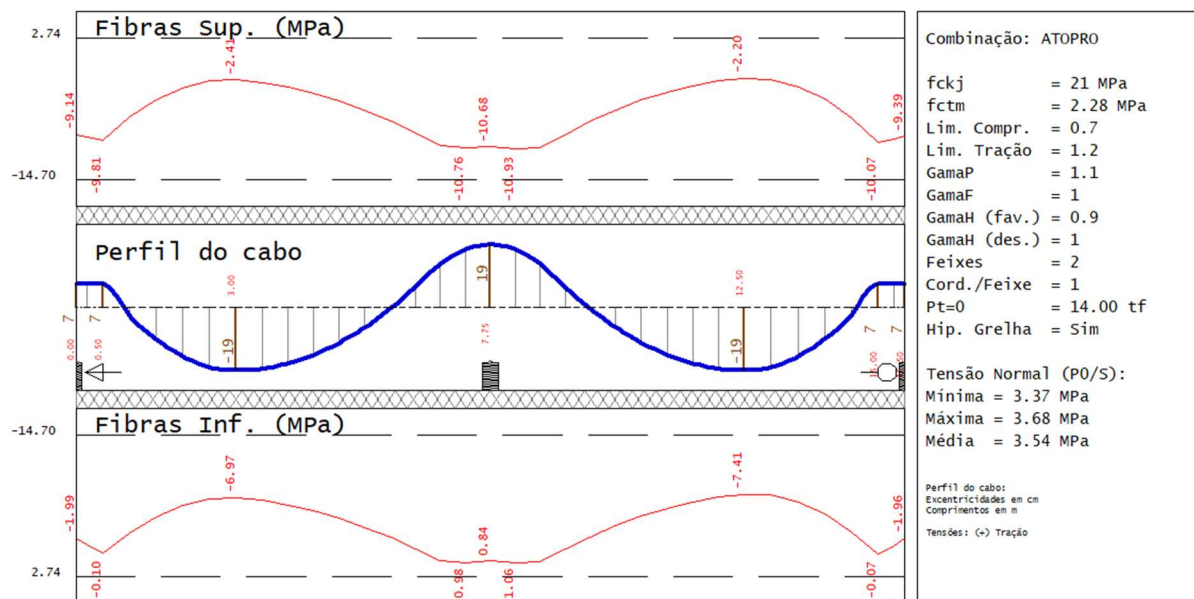 Fibras Sup. (MPa)
2.74
-2.41
-2.20
-9.14
-10.68
-9.39
-9.81
-10.76
-10.93
-10.07
-14.70
Perfil do cabo
19
3.00
12.50
7
7
-19
7.75
-19
7
7
0.00
0.50
Fibras Inf. (MPa)
-14.70
-6.97
-7.41
-1.99
0.84
-1.96
-0.10
0.98
1.06
-0.07
2.74
Combinação: ATOPRO
fckj = 21 MPa
fctm = 2.28 MPa
Lim. Compr. = 0.7
Lim. Tração = 1.2
GamaP = 1.1
GamaF = 1
GamaH (fav.) = 0.9
GamaH (des.) = 1
Feixes = 2
Cord./Feixe = 1
Pt=0 = 14.00 tf
Hip. Grelha = Sim
Tensão Normal (P0/S):
Mínima = 3.37 MPa
Máxima = 3.68 MPa
Média = 3.54 MPa
Perfil do cabo:
Excentricidades em cm
Comprimentos em m
Tensões: (+) Tração